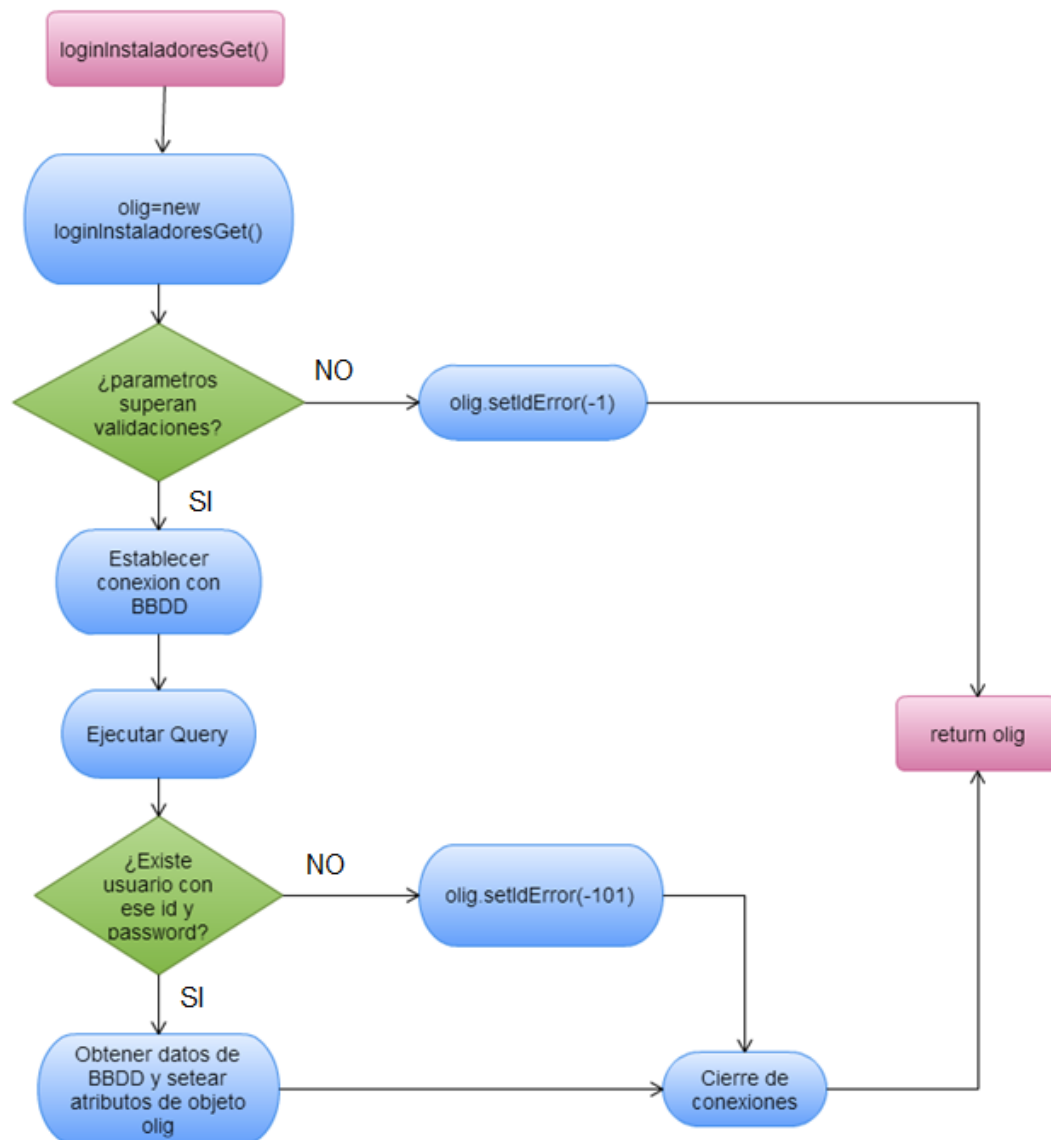 loginInstaladoresGet()
olig=new
loginInstaladoresGet()
¿parametros
superan
validaciones?
NO
olig.setIdError(-1)
SI
Establecer
conexion con
BBDD
Ejecutar Query
return olig
¿Existe
usuario con
ese id y
password?
NO
olig.setIdError(-101)
SI
Obtener datos de
BBDD y setear
atributos de objeto
olig
Cierre de
conexiones